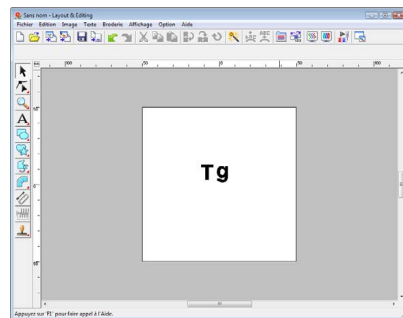 Sans nom - Layout & Editing
Fichier Edition Image Texte Broderie Affichage Option Aide
A
Tg
Appuyez sur 'F1' pour faire appel à l'Aide.